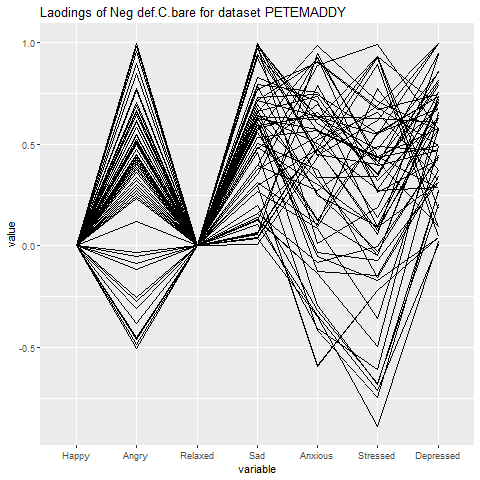 Laodings of Neg def.C.bare for dataset PETEMADDY
1.0
0.5
0.0
-0.5
value
Happy Angry Relaxed Sad Anxious Stressed Depressed
variable